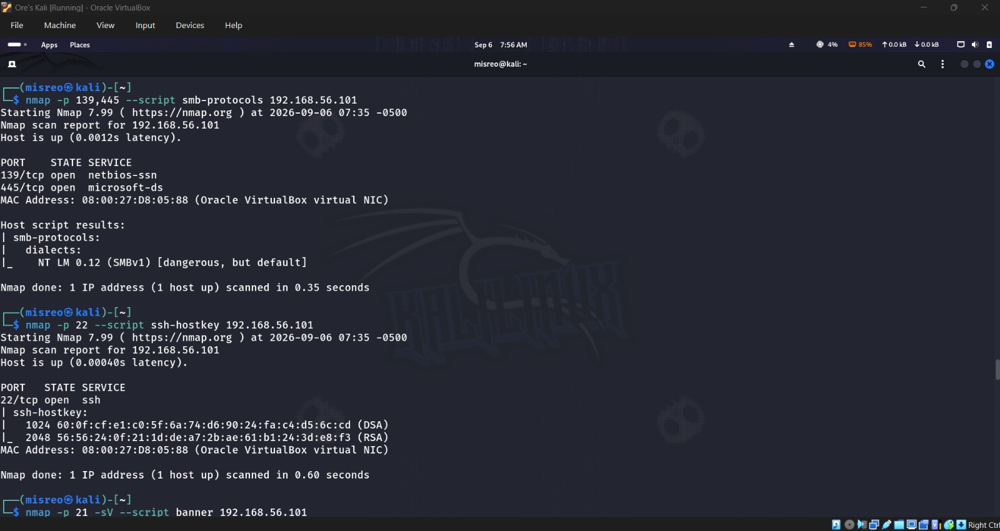 Ore's Kali [Running] - Oracle VirtualBox
File Machine View Input Devices Help
Apps Places Sep 6 7:56 AM 4% 85% ↑0.0 kB ↓0.0 kB
misreo@kali: ~
┌──(misreo㉿kali)-[~]
└─$ nmap -p 139,445 --script smb-protocols 192.168.56.101
Starting Nmap 7.99 ( https://nmap.org ) at 2026-09-06 07:35 -0500
Nmap scan report for 192.168.56.101
Host is up (0.0012s latency).
PORT    STATE SERVICE
139/tcp open  netbios-ssn
445/tcp open  microsoft-ds
MAC Address: 08:00:27:D8:05:88 (Oracle VirtualBox virtual NIC)
Host script results:
| smb-protocols:
|   dialects:
|_    NT LM 0.12 (SMBv1) [dangerous, but default]
Nmap done: 1 IP address (1 host up) scanned in 0.35 seconds
┌──(misreo㉿kali)-[~]
└─$ nmap -p 22 --script ssh-hostkey 192.168.56.101
Starting Nmap 7.99 ( https://nmap.org ) at 2026-09-06 07:35 -0500
Nmap scan report for 192.168.56.101
Host is up (0.00040s latency).
PORT   STATE SERVICE
22/tcp open  ssh
| ssh-hostkey:
|   1024 60:0f:cf:e1:c0:5f:6a:74:d6:90:24:fa:c4:d5:6c:cd (DSA)
|_  2048 56:56:24:0f:21:1d:de:a7:2b:ae:61:b1:24:3d:e8:f3 (RSA)
MAC Address: 08:00:27:D8:05:88 (Oracle VirtualBox virtual NIC)
Nmap done: 1 IP address (1 host up) scanned in 0.60 seconds
┌──(misreo㉿kali)-[~]
└─$ nmap -p 21 -sV --script banner 192.168.56.101
KALI LINUX
Right Ctrl